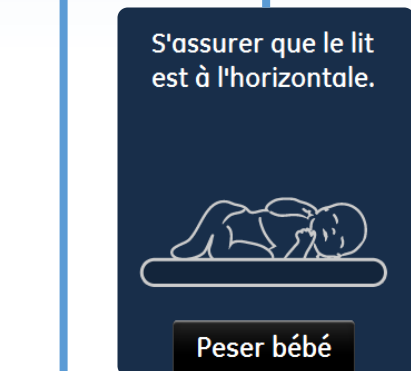 S'assurer que le lit
est à l'horizontale.
Peser bébé